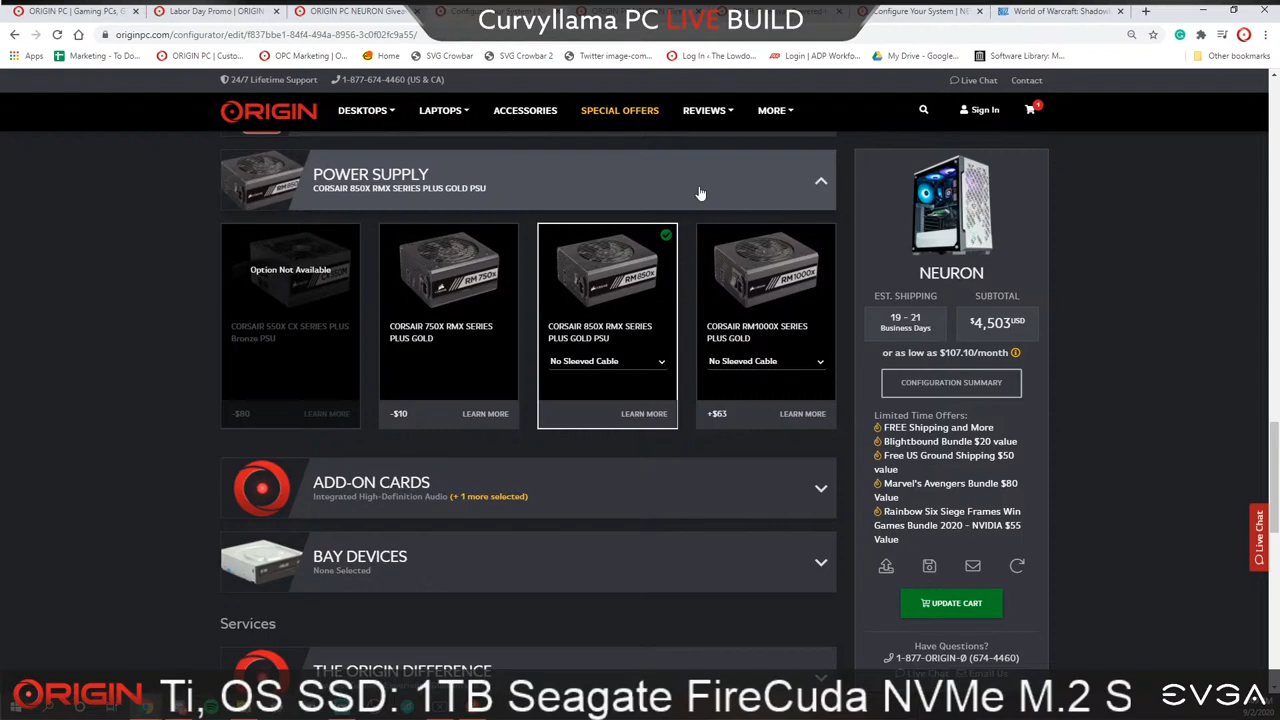 Curvyllama PC LIVE BUILD
ORIGIN PC | Gaming PCs, G
Labor Day Promo | ORIGIN
ORIGIN PC NEURON Givea
Configure Your System | NE
World of Warcraft: Shadow
originpc.com/configurator/edit/f837bbe1-84f4-494a-8956-3c0f02fc9a55/
Apps
Marketing - To Do...
ORIGIN PC | Custo...
OPC Marketing | O...
Home
SVG Crowbar
SVG Crowbar 2
Twitter image-com...
Log In ‹ The Lowdo...
Login | ADP Workfo...
My Drive - Google...
Software Library: M...
Other bookmarks
24/7 Lifetime Support
1-877-674-4460 (US & CA)
Live Chat
Contact
ORIGIN
DESKTOPS
LAPTOPS
ACCESSORIES
SPECIAL OFFERS
REVIEWS
MORE
Sign In
1
POWER SUPPLY
CORSAIR 850X RMX SERIES PLUS GOLD PSU
Option Not Available
CORSAIR 550X CX SERIES PLUS
Bronze PSU
-$80
LEARN MORE
RM750x
CORSAIR 750X RMX SERIES
PLUS GOLD
-$10
LEARN MORE
RM850x
CORSAIR 850X RMX SERIES
PLUS GOLD PSU
No Sleeved Cable
LEARN MORE
RM1000x
CORSAIR RM1000X SERIES
PLUS GOLD
No Sleeved Cable
+$63
LEARN MORE
ADD-ON CARDS
Integrated High-Definition Audio (+ 1 more selected)
BAY DEVICES
None Selected
Services
THE ORIGIN DIFFERENCE
NEURON
EST. SHIPPING
19 - 21
Business Days
SUBTOTAL
$4,503USD
or as low as $107.10/month
CONFIGURATION SUMMARY
Limited Time Offers:
FREE Shipping and More
Blightbound Bundle $20 value
Free US Ground Shipping $50
value
Marvel's Avengers Bundle $80
Value
Rainbow Six Siege Frames Win
Games Bundle 2020 - NVIDIA $55
Value
UPDATE CART
Have Questions?
1-877-ORIGIN-0 (674-4460)
Live Chat
ORIGIN
Ti, OS SSD: 1TB Seagate FireCuda NVMe M.2 S
EVGA
9/2/2020